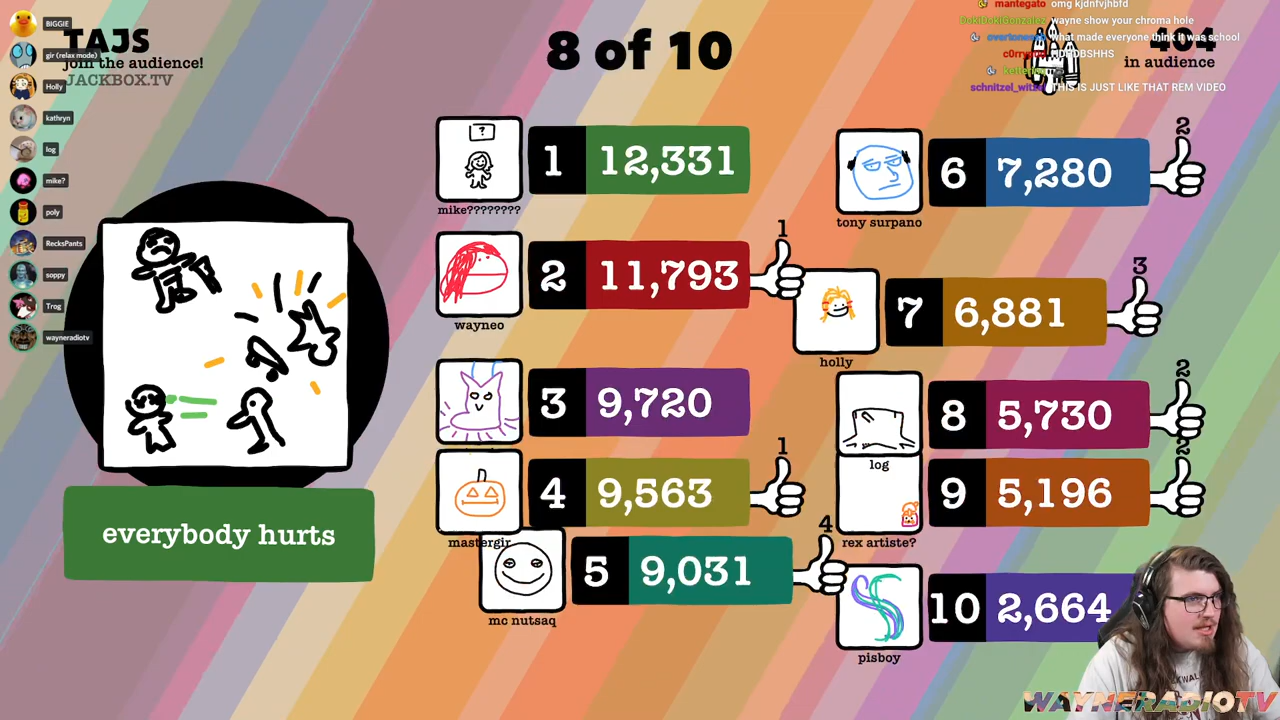 BIGGIE
gir (relax mode)
Holly
kathryn
log
mike?
poly
RecksPants
soppy
Trog
wayneradiotv
TAJS
join the audience!
JACKBOX.TV
8 of 10
mantegato omg kjdnfvjhbfd
DokiDokiGonzalez wayne show your chroma hole
what made everyone think it was school
THIS IS JUST LIKE THAT REM VIDEO
404
in audience
everybody hurts
?
1 12,331
mike????????
2 11,793 1
wayneo
3 9,720
4 9,563 1
mastergir
5 9,031 4
mc nutsaq
6 7,280 2
tony surpano
7 6,881 3
holly
8 5,730 2
log
9 5,196 2
rex artiste?
10 2,664
pisboy
WAYNERADIOTV